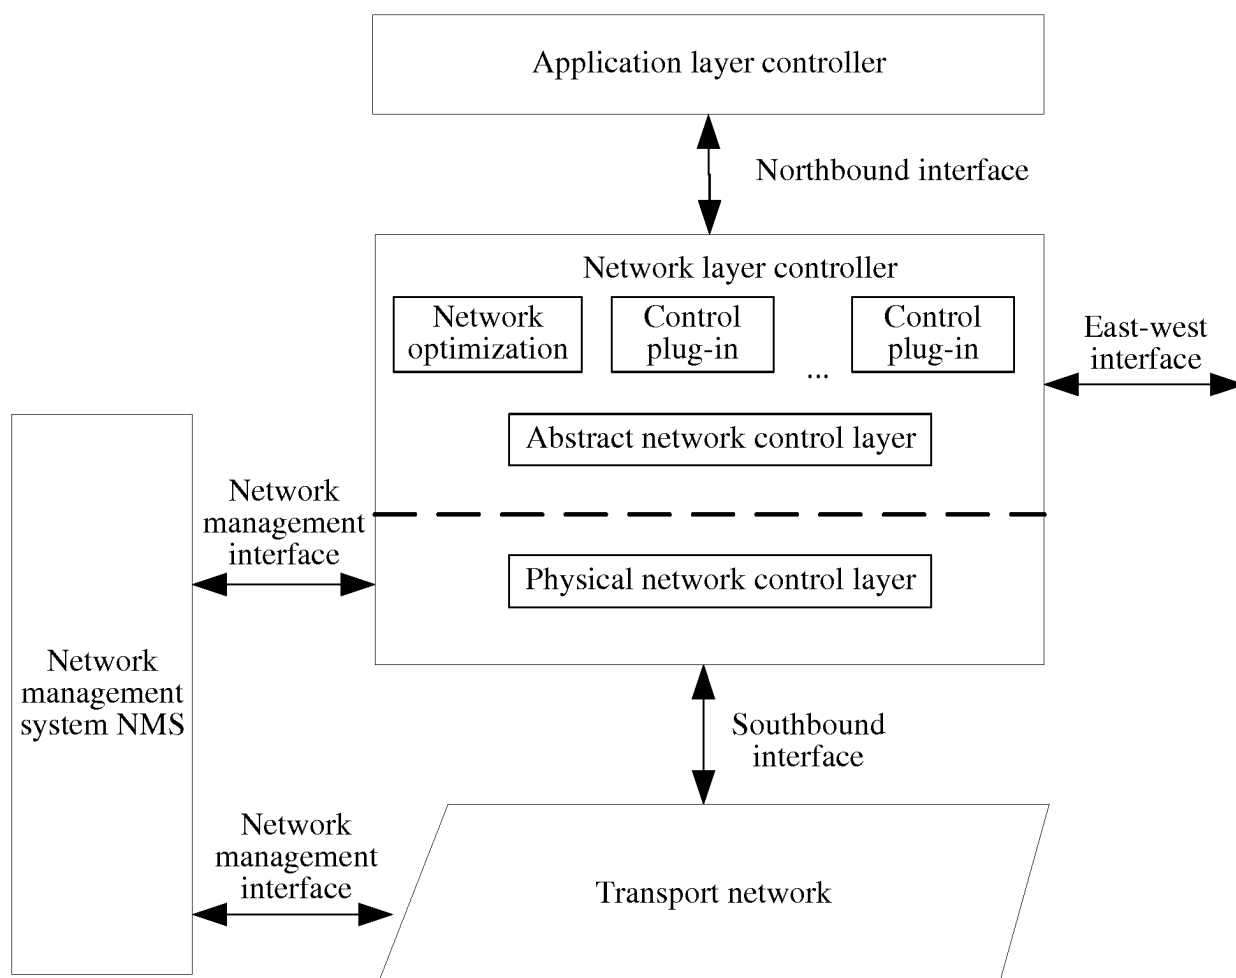 Application layer controller
Northbound interface
Network layer controller
Network
optimization
Control
plug-in
...
Control
plug-in
East-west
interface
Abstract network control layer
Network
management
interface
Physical network control layer
Network
management
system NMS
Southbound
interface
Network
management
interface
Transport network